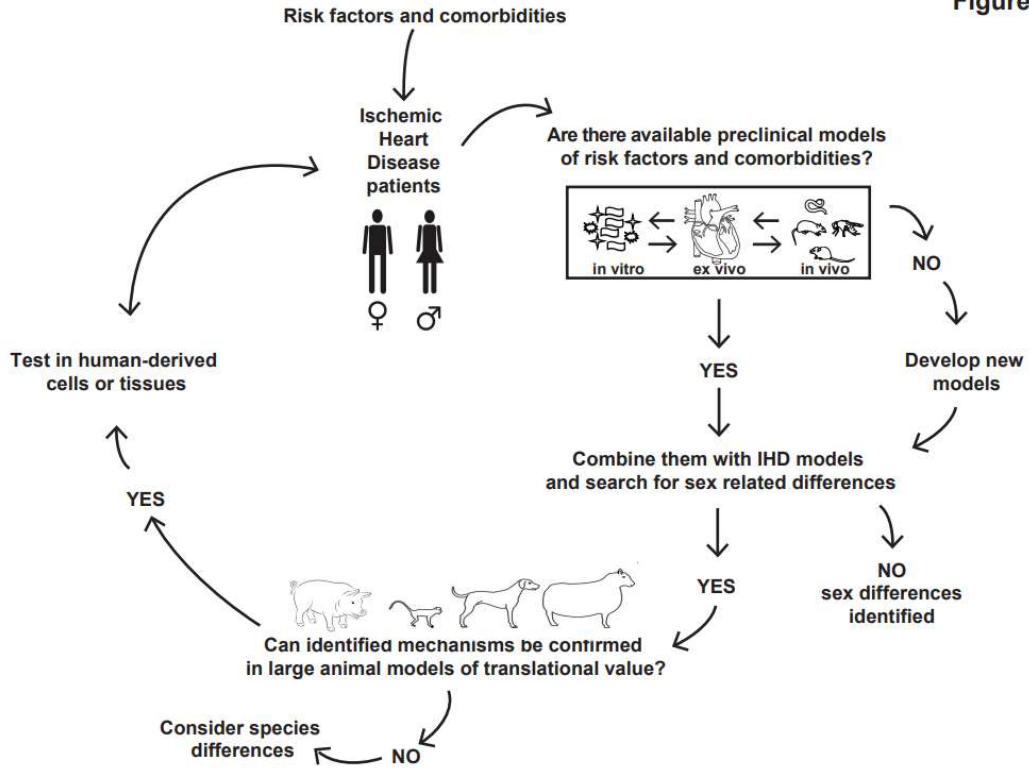 Figure
Risk factors and comorbidities
Ischemic
Heart
Disease
patients
♀ ♂
Are there available preclinical models
of risk factors and comorbidities?
in vitro ex vivo in vivo
NO
Develop new
models
YES
Combine them with IHD models
and search for sex related differences
NO
sex differences
identified
YES
Can identified mechanisms be confirmed
in large animal models of translational value?
NO
Consider species
differences
YES
Test in human-derived
cells or tissues